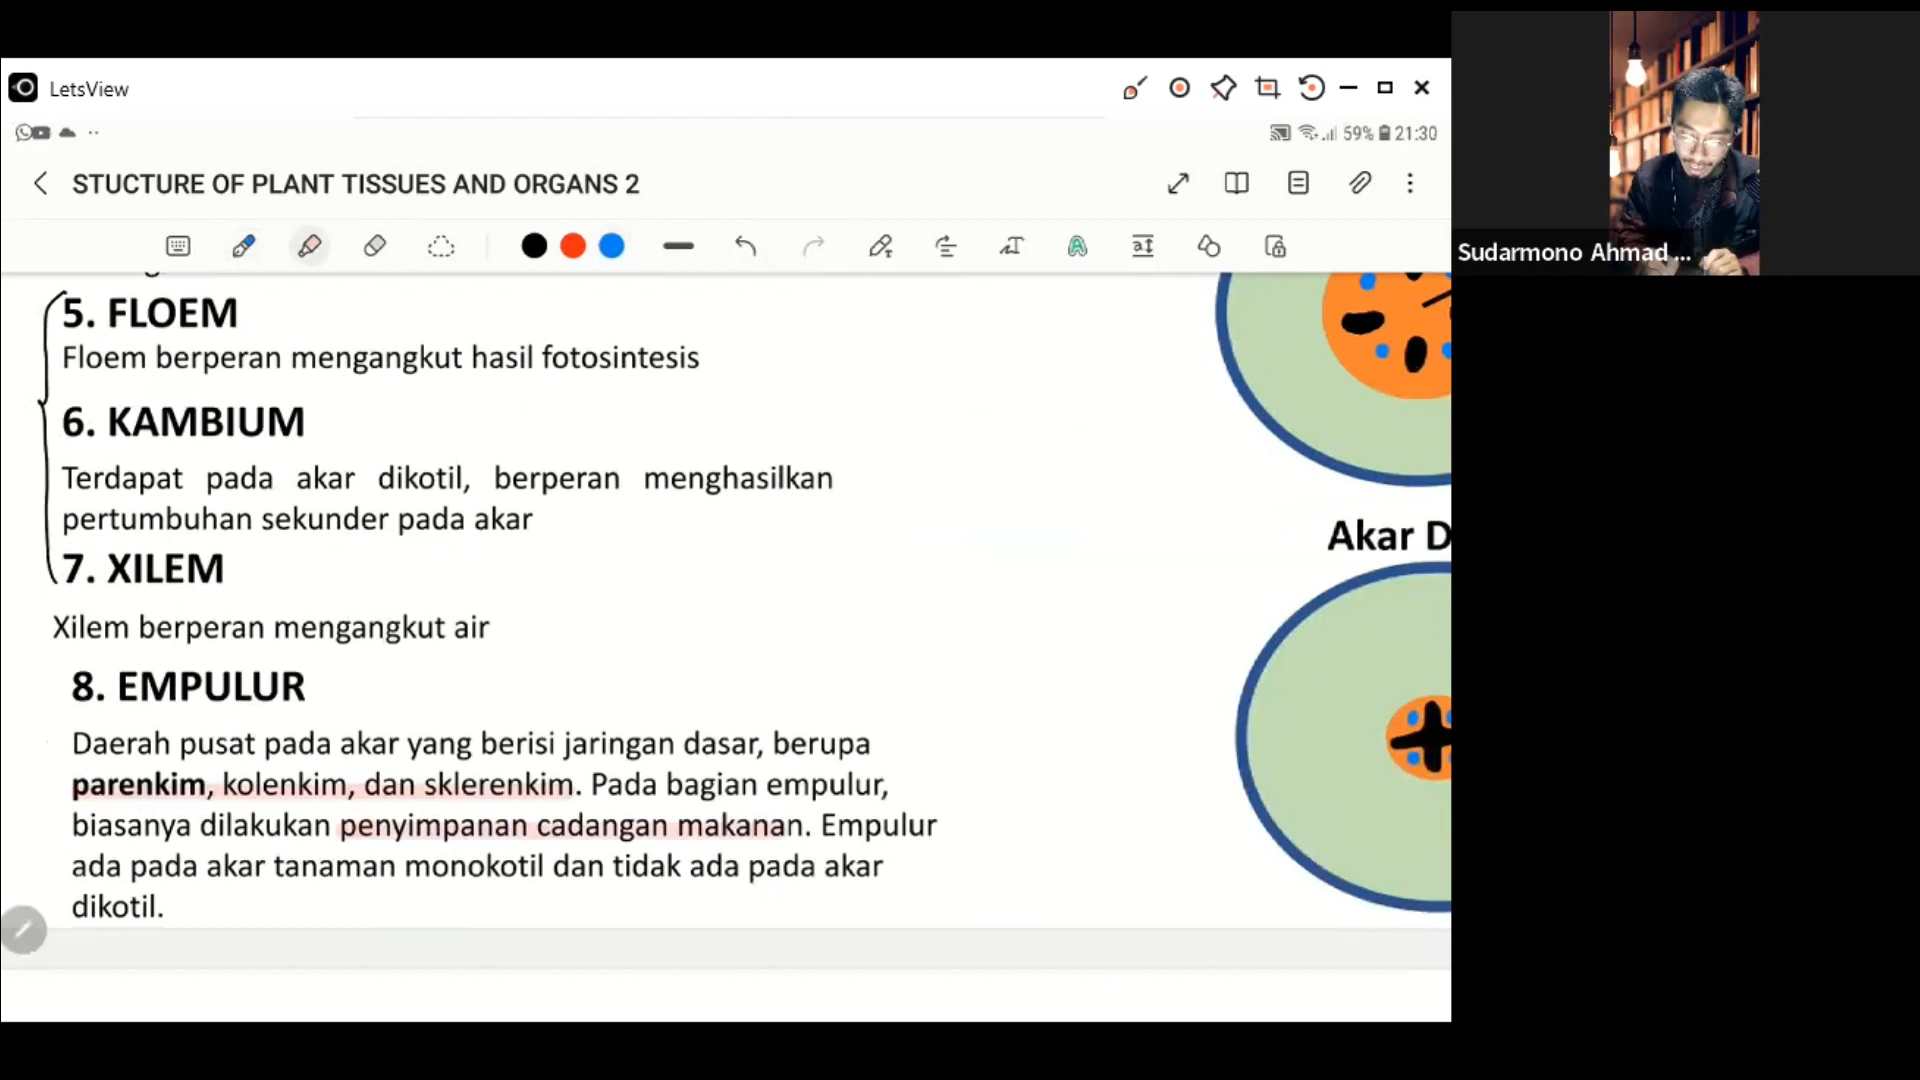 LetsView
59% 21:30
STUCTURE OF PLANT TISSUES AND ORGANS 2
5. FLOEM
Floem berperan mengangkut hasil fotosintesis
6. KAMBIUM
Terdapat pada akar dikotil, berperan menghasilkan
pertumbuhan sekunder pada akar
7. XILEM
Xilem berperan mengangkut air
8. EMPULUR
Daerah pusat pada akar yang berisi jaringan dasar, berupa
parenkim, kolenkim, dan sklerenkim. Pada bagian empulur,
biasanya dilakukan penyimpanan cadangan makanan. Empulur
ada pada akar tanaman monokotil dan tidak ada pada akar
dikotil.
Akar D
Sudarmono Ahmad ...